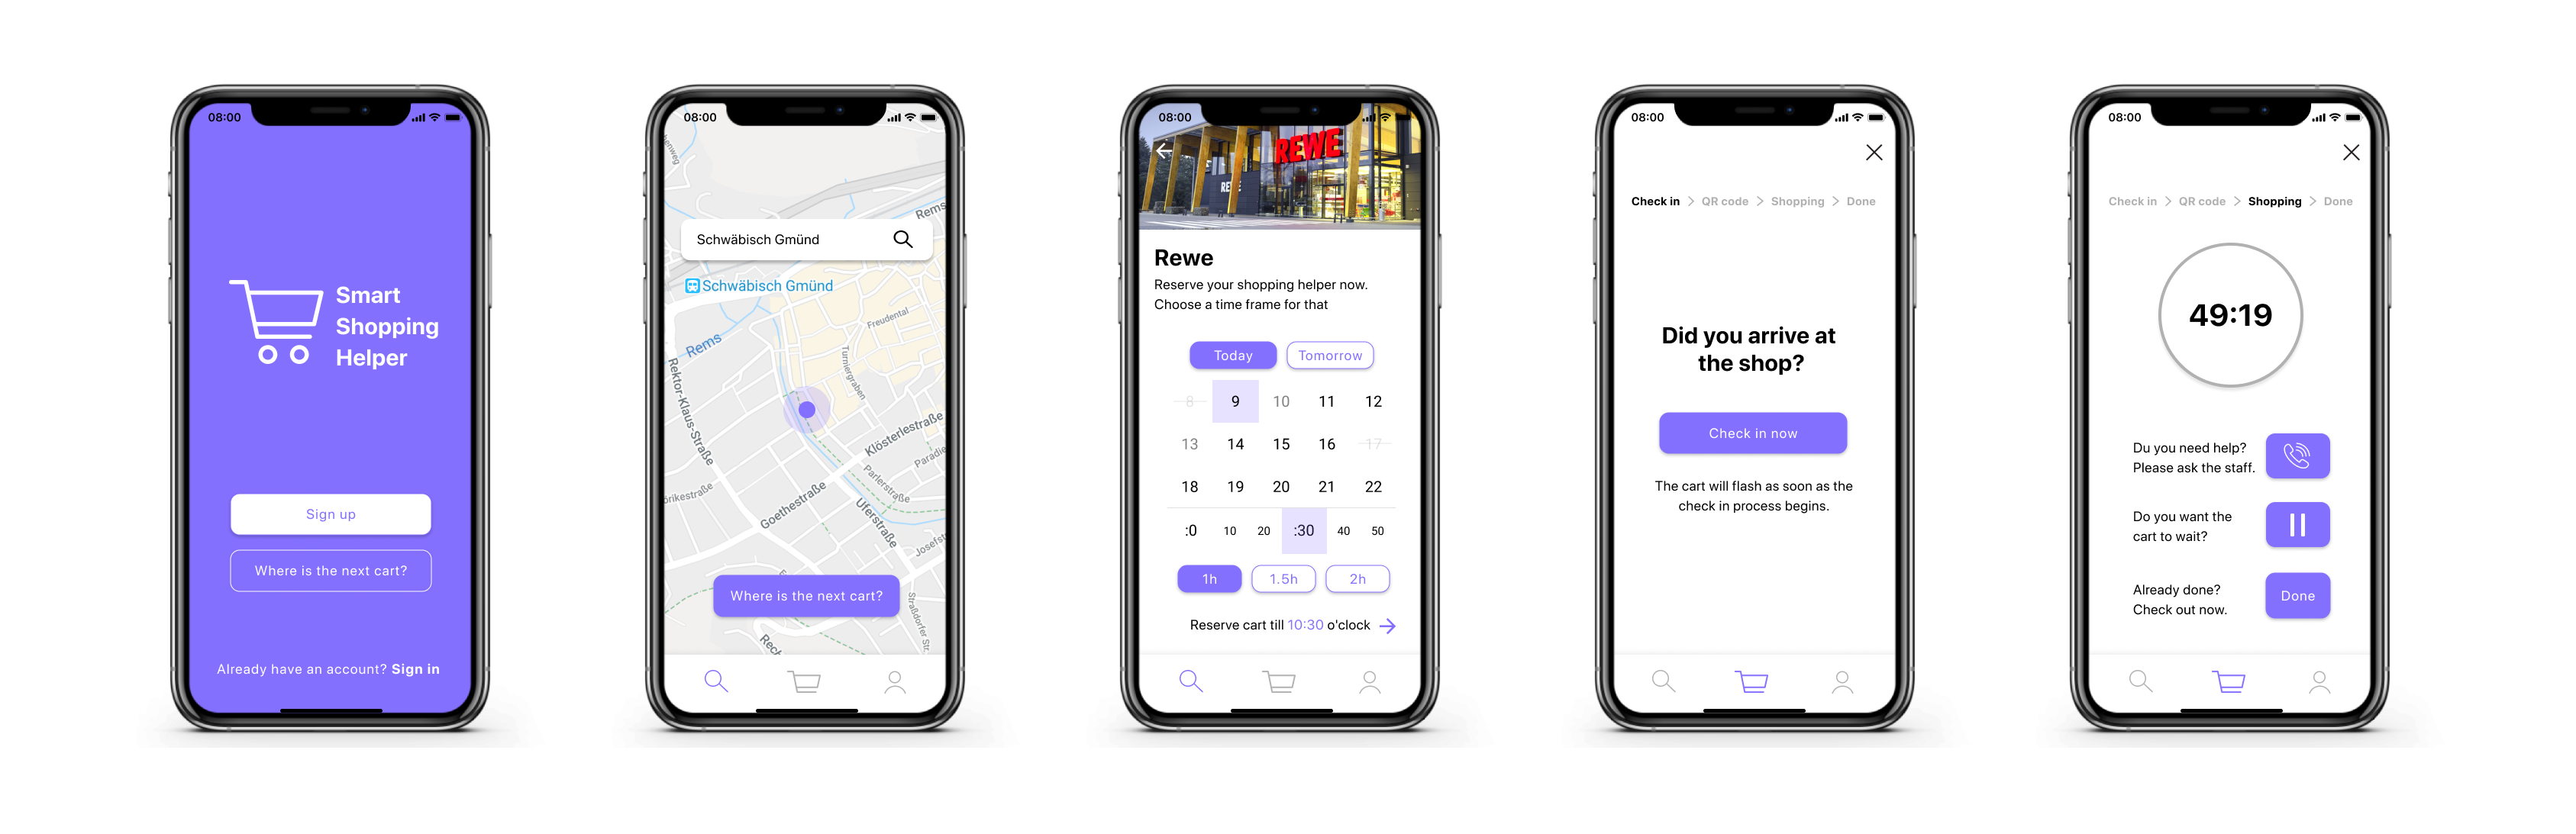 08:00
Smart
Shopping
Helper
Sign up
Where is the next cart?
Already have an account? Sign in
08:00
Rems
Schwäbisch Gmünd
Schwäbisch Gmünd
Freudental
Rems
Turniergraben
Rektor-Klaus-Straße
Klösterlestraße
Paradie
Parlerstraße
örikestraße
Goethestraße
Uferstraße
Josefst
Where is the next cart?
Straßdorfer Str.
Rech
08:00
REWE
REWE
Rewe
Reserve your shopping helper now.
Choose a time frame for that
Today Tomorrow
8 9 10 11 12
13 14 15 16 17
18 19 20 21 22
:0 10 20 :30 40 50
1h 1.5h 2h
Reserve cart till 10:30 o'clock
08:00
Check in > QR code > Shopping > Done
Did you arrive at
the shop?
Check in now
The cart will flash as soon as the
check in process begins.
08:00
Check in > QR code > Shopping > Done
49:19
Du you need help?
Please ask the staff.
Do you want the
cart to wait?
Already done?
Check out now.
Done